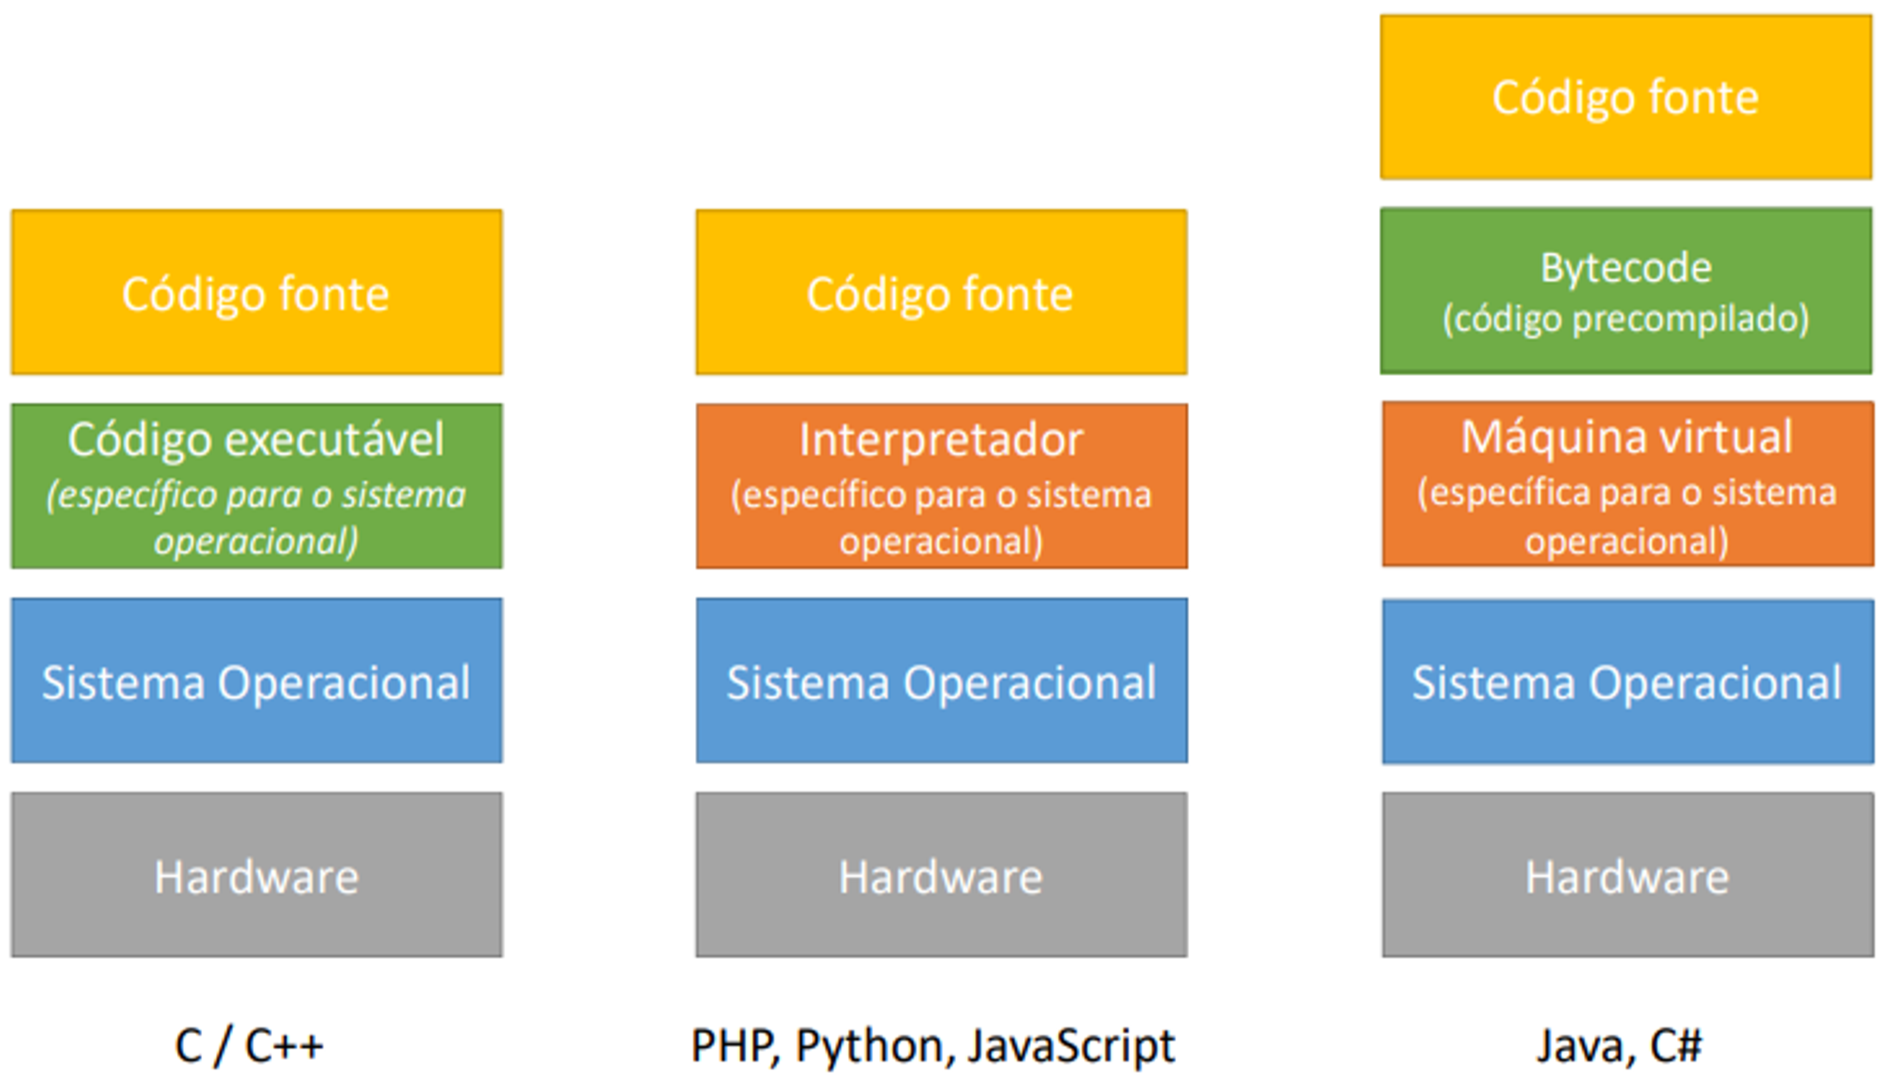 Código fonte
Código executável
(específico para o sistema
operacional)
Sistema Operacional
Hardware
C / C++
Código fonte
Interpretador
(específico para o sistema
operacional)
Sistema Operacional
Hardware
PHP, Python, JavaScript
Código fonte
Bytecode
(código precompilado)
Máquina virtual
(específica para o sistema
operacional)
Sistema Operacional
Hardware
Java, C#